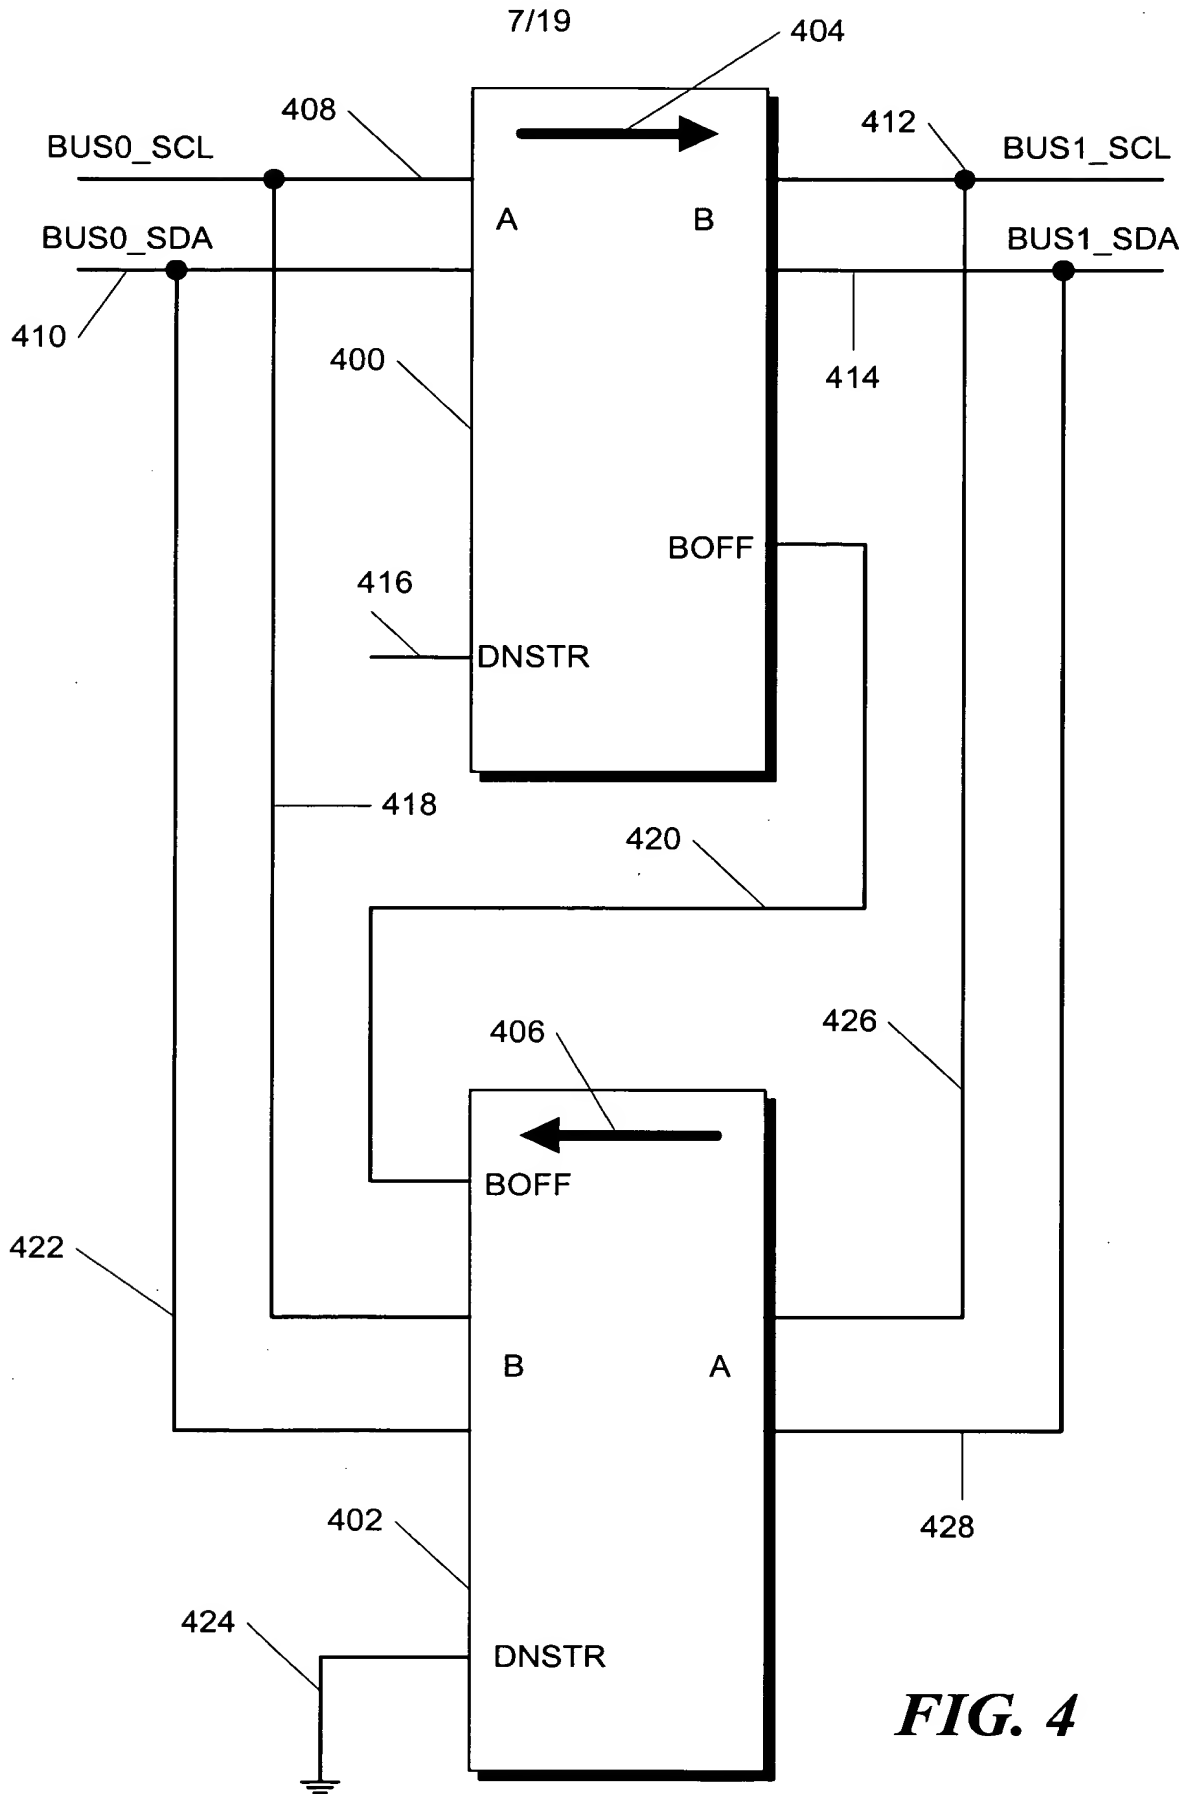 7/19
404
408
412
BUS0_SCL
BUS1_SCL
A
B
BUS0_SDA
BUS1_SDA
410
400
414
BOFF
416
DNSTR
418
420
406
426
BOFF
422
B
A
402
428
424
DNSTR
FIG. 4